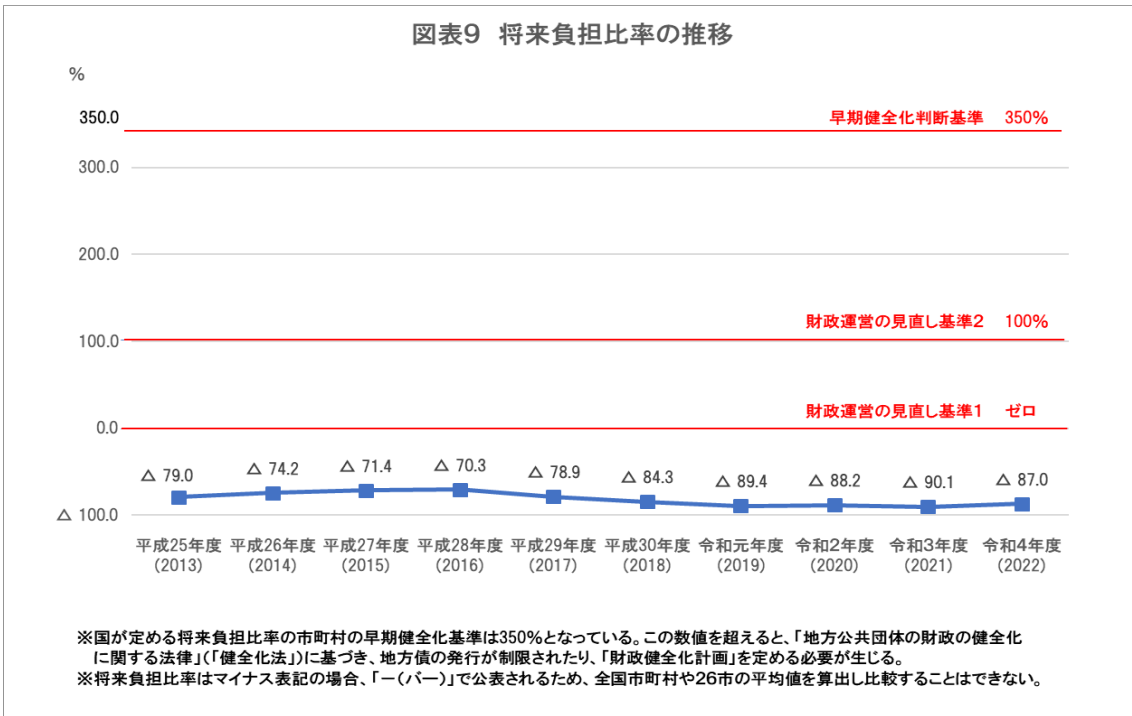 図表９　将来負担比率の推移
%
350.0
早期健全化判断基準　350%
300.0
200.0
財政運営の見直し基準２　100%
100.0
財政運営の見直し基準１　ゼロ
0.0
△ 79.0
△ 74.2
△ 71.4
△ 70.3
△ 78.9
△ 84.3
△ 89.4
△ 88.2
△ 90.1
△ 87.0
△ 100.0
平成25年度 平成26年度 平成27年度 平成28年度 平成29年度 平成30年度 令和元年度 令和２年度 令和３年度 令和４年度
(2013) (2014) (2015) (2016) (2017) (2018) (2019) (2020) (2021) (2022)
※国が定める将来負担比率の市町村の早期健全化基準は350%となっている。この数値を超えると、「地方公共団体の財政の健全化
に関する法律」（「健全化法」）に基づき、地方債の発行が制限されたり、「財政健全化計画」を定める必要が生じる。
※将来負担比率はマイナス表記の場合、「－（バー）」で公表されるため、全国市町村や26市の平均値を算出し比較することはできない。